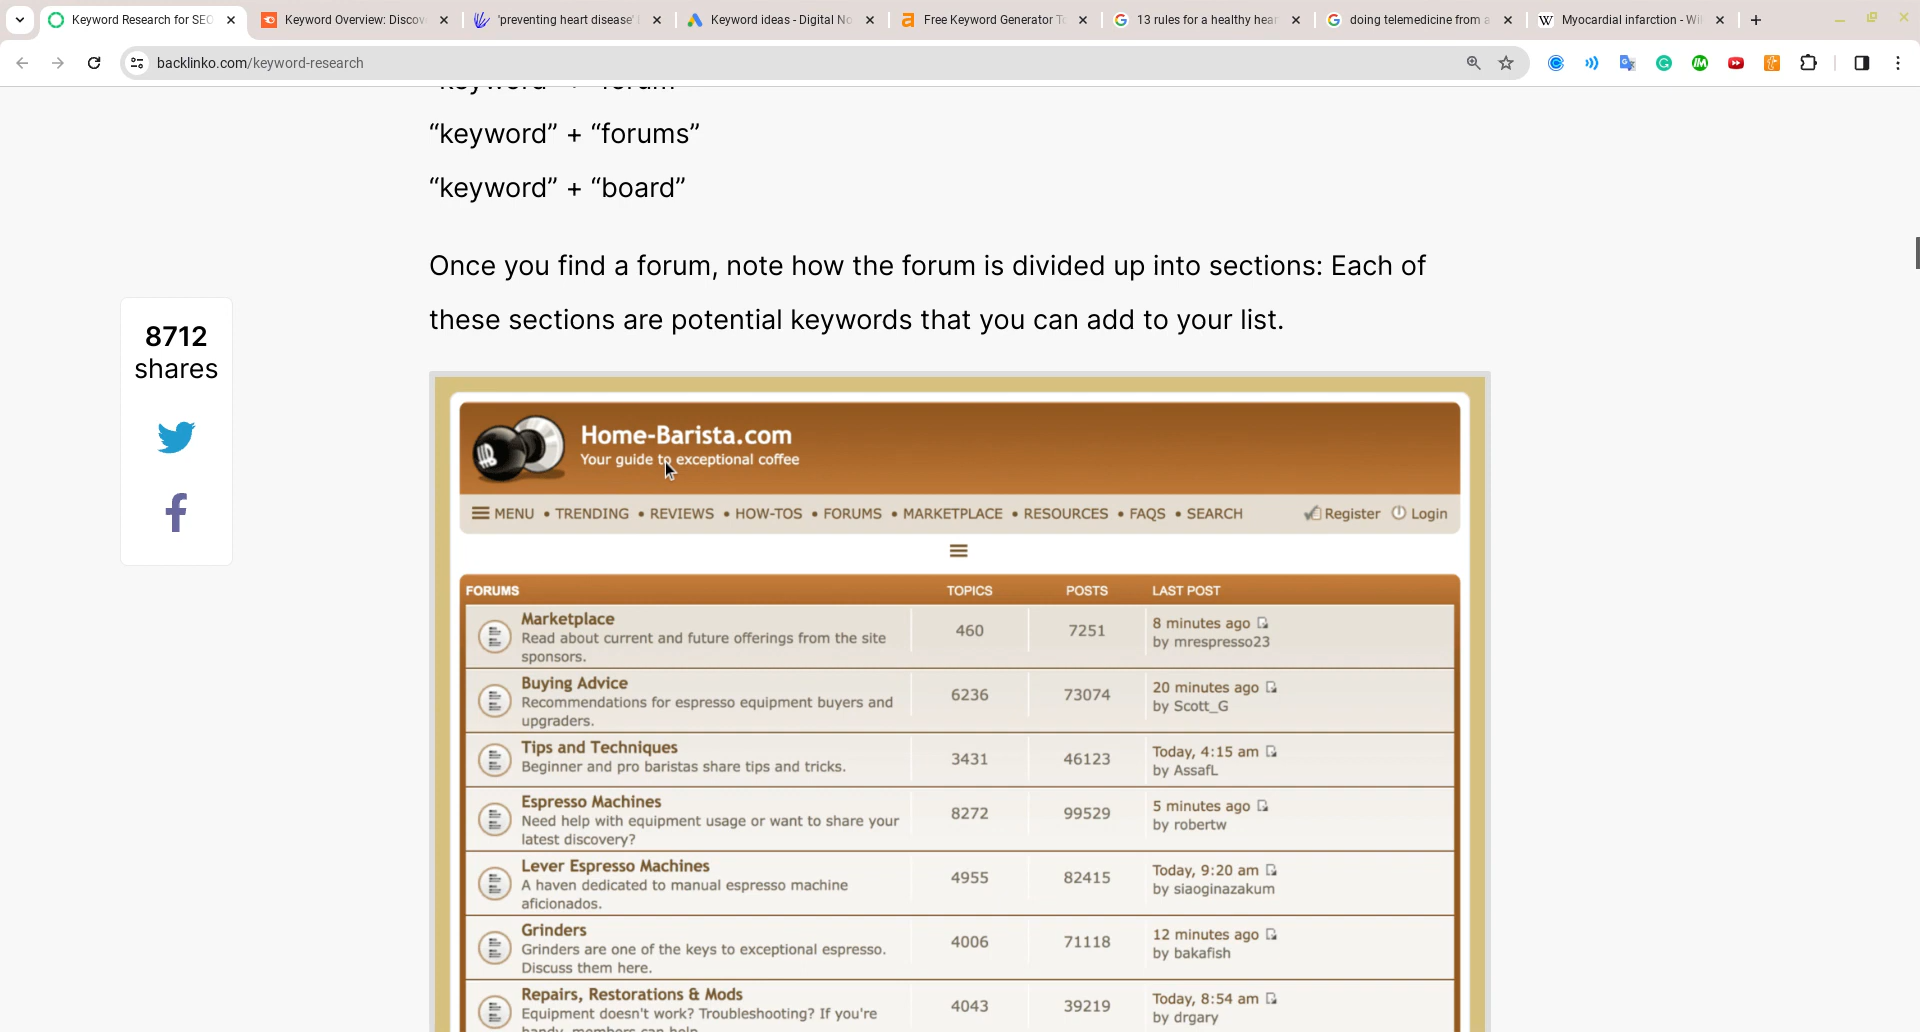 Keyword Research for SEO
Keyword Overview: Discov
'preventing heart disease'
Keyword ideas - Digital No
Free Keyword Generator To
13 rules for a healthy hear
doing telemedicine from a
Myocardial infarction - Wi
backlinko.com/keyword-research
“keyword” + “forum”
“keyword” + “forums”
“keyword” + “board”
Once you find a forum, note how the forum is divided up into sections: Each of
these sections are potential keywords that you can add to your list.
8712
shares
Home-Barista.com
Your guide to exceptional coffee
MENU • TRENDING • REVIEWS • HOW-TOS • FORUMS • MARKETPLACE • RESOURCES • FAQS • SEARCH Register Login
FORUMS TOPICS POSTS LAST POST
Marketplace
Read about current and future offerings from the site
sponsors.
460 7251
8 minutes ago
by mrespresso23
Buying Advice
Recommendations for espresso equipment buyers and
upgraders.
6236 73074
20 minutes ago
by Scott_G
Tips and Techniques
Beginner and pro baristas share tips and tricks.
3431 46123
Today, 4:15 am
by AssafL
Espresso Machines
Need help with equipment usage or want to share your
latest discovery?
8272 99529
5 minutes ago
by robertw
Lever Espresso Machines
A haven dedicated to manual espresso machine
aficionados.
4955 82415
Today, 9:20 am
by siaoginazakum
Grinders
Grinders are one of the keys to exceptional espresso.
Discuss them here.
4006 71118
12 minutes ago
by bakafish
Repairs, Restorations & Mods
Equipment doesn't work? Troubleshooting? If you're
handy, members can help.
4043 39219
Today, 8:54 am
by drgary